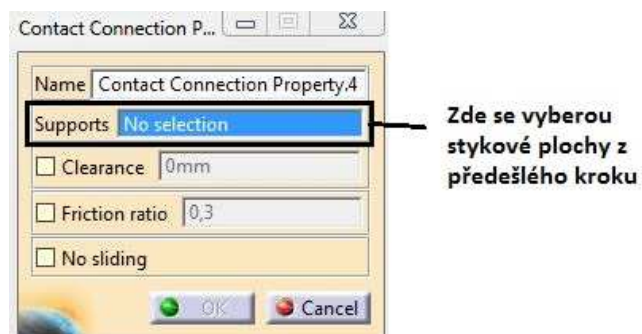 Contact Connection P...
Name Contact Connection Property.4
Supports No selection
Clearance 0mm
Friction ratio 0,3
No sliding
OK Cancel
Zde se vyberou
stykové plochy z
předešlého kroku